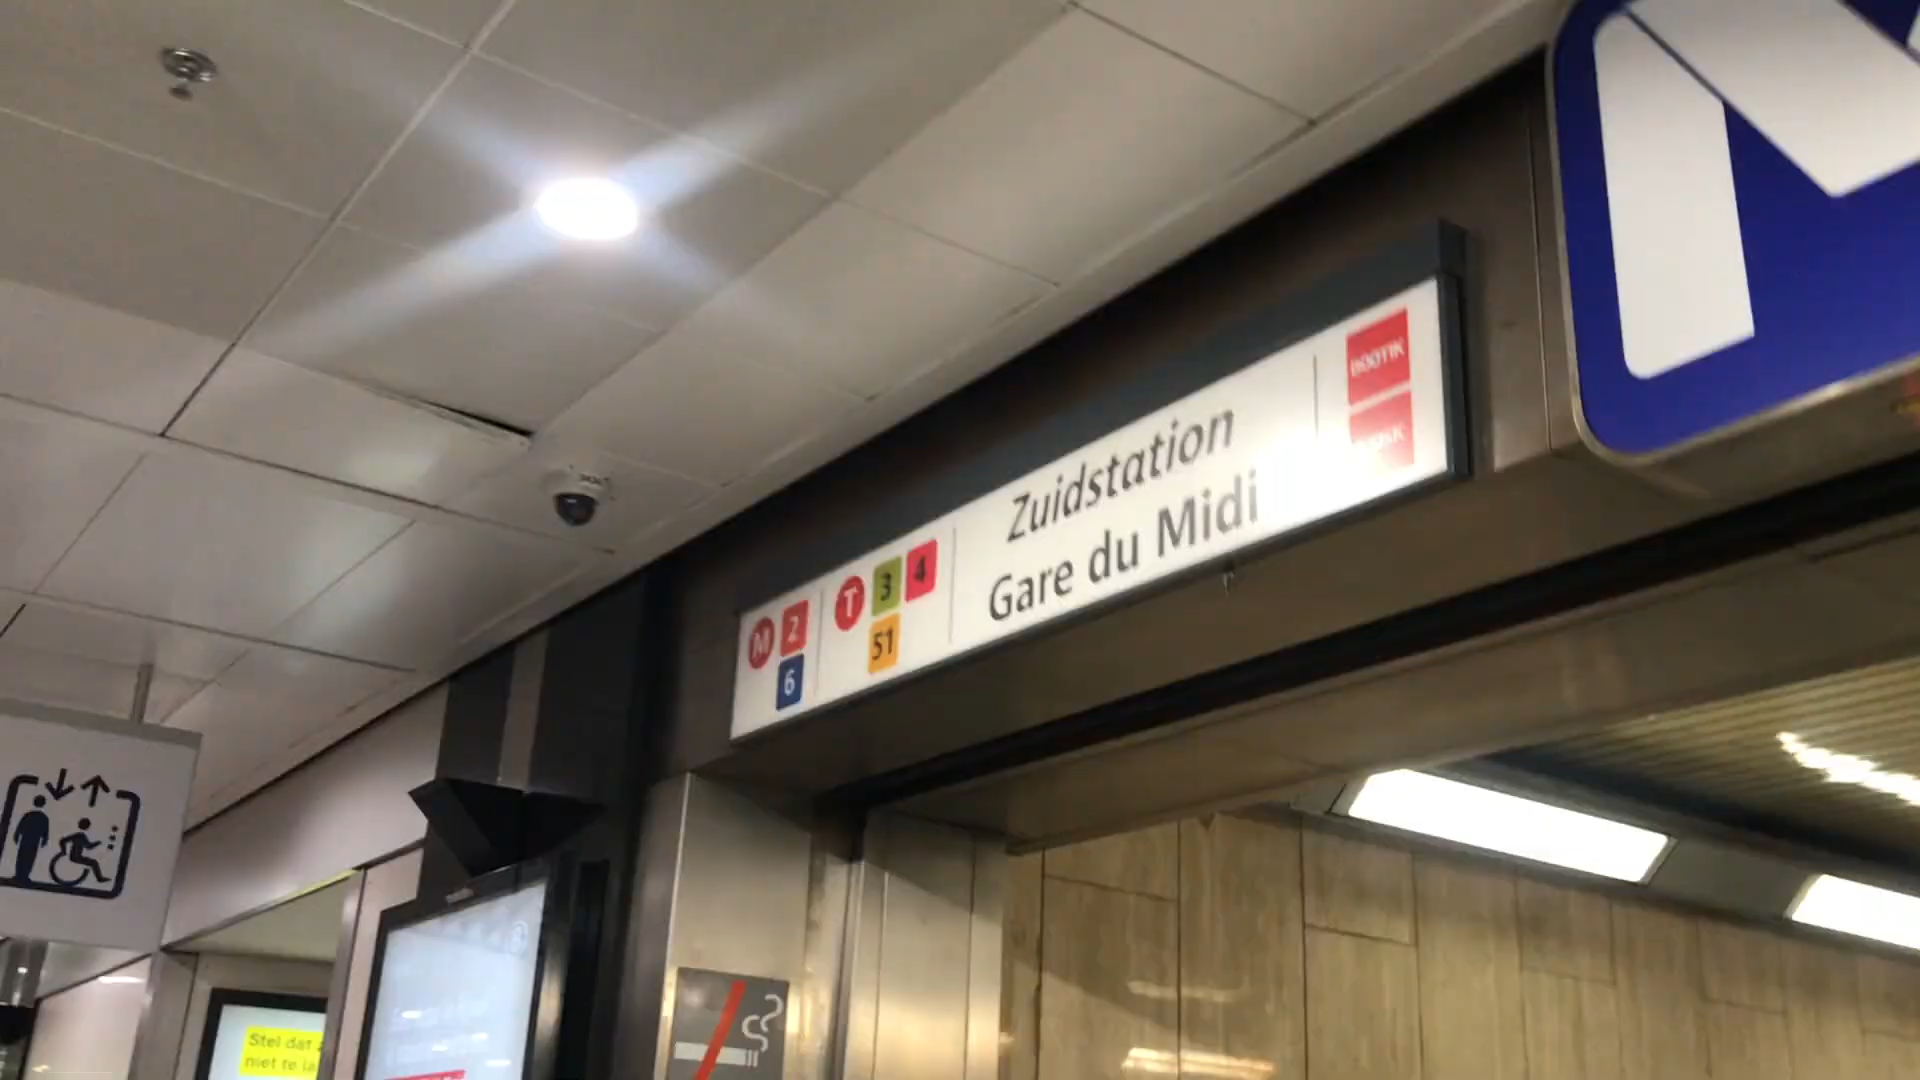 M
M 2
6
T 3 4
51
Zuidstation
Gare du Midi
BOOTIK
Stel dat
niet te